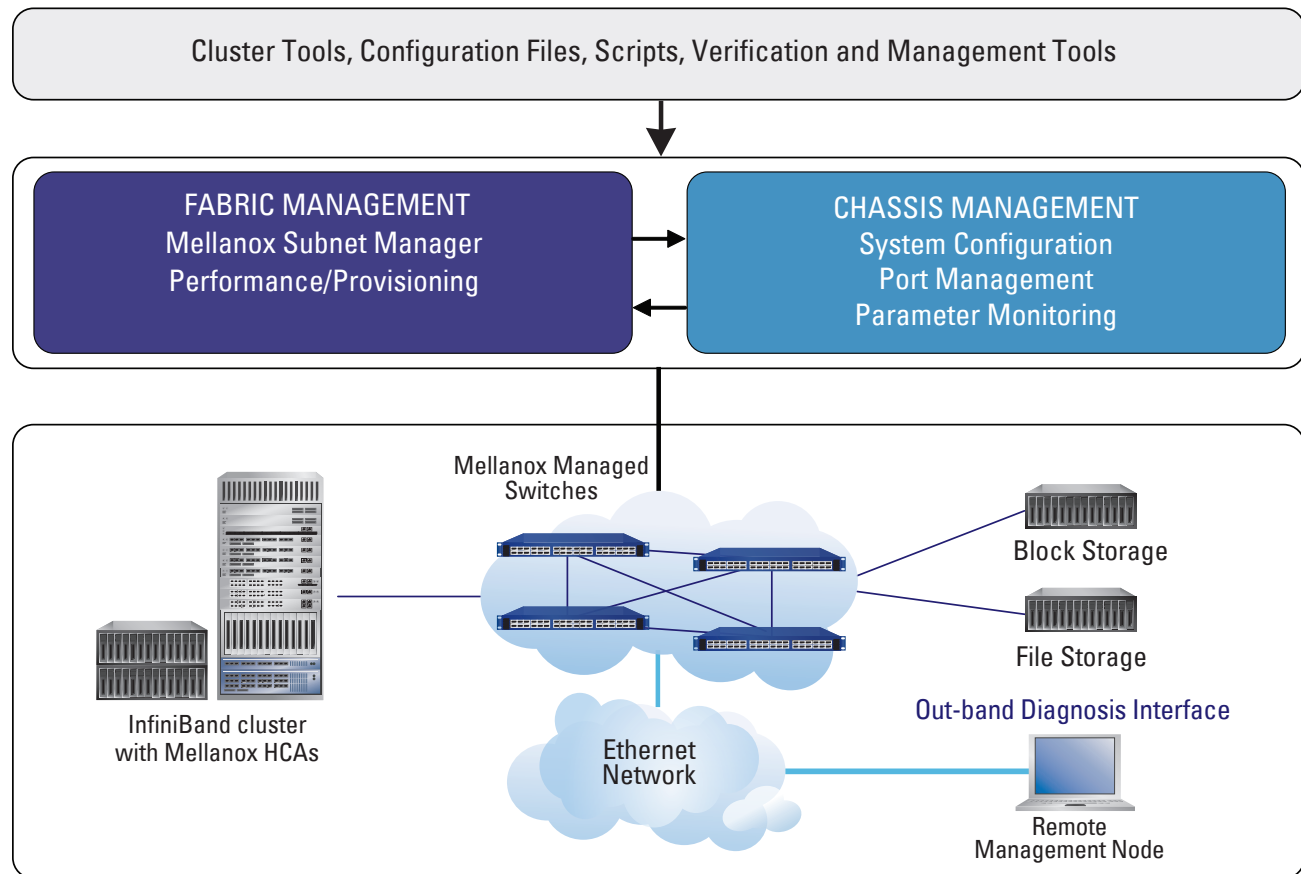 Cluster Tools, Configuration Files, Scripts, Verification and Management Tools
FABRIC MANAGEMENT
Mellanox Subnet Manager
Performance/Provisioning
CHASSIS MANAGEMENT
System Configuration
Port Management
Parameter Monitoring
Mellanox Managed
Switches
Block Storage
File Storage
InfiniBand cluster
with Mellanox HCAs
Out-band Diagnosis Interface
Ethernet
Network
Remote
Management Node